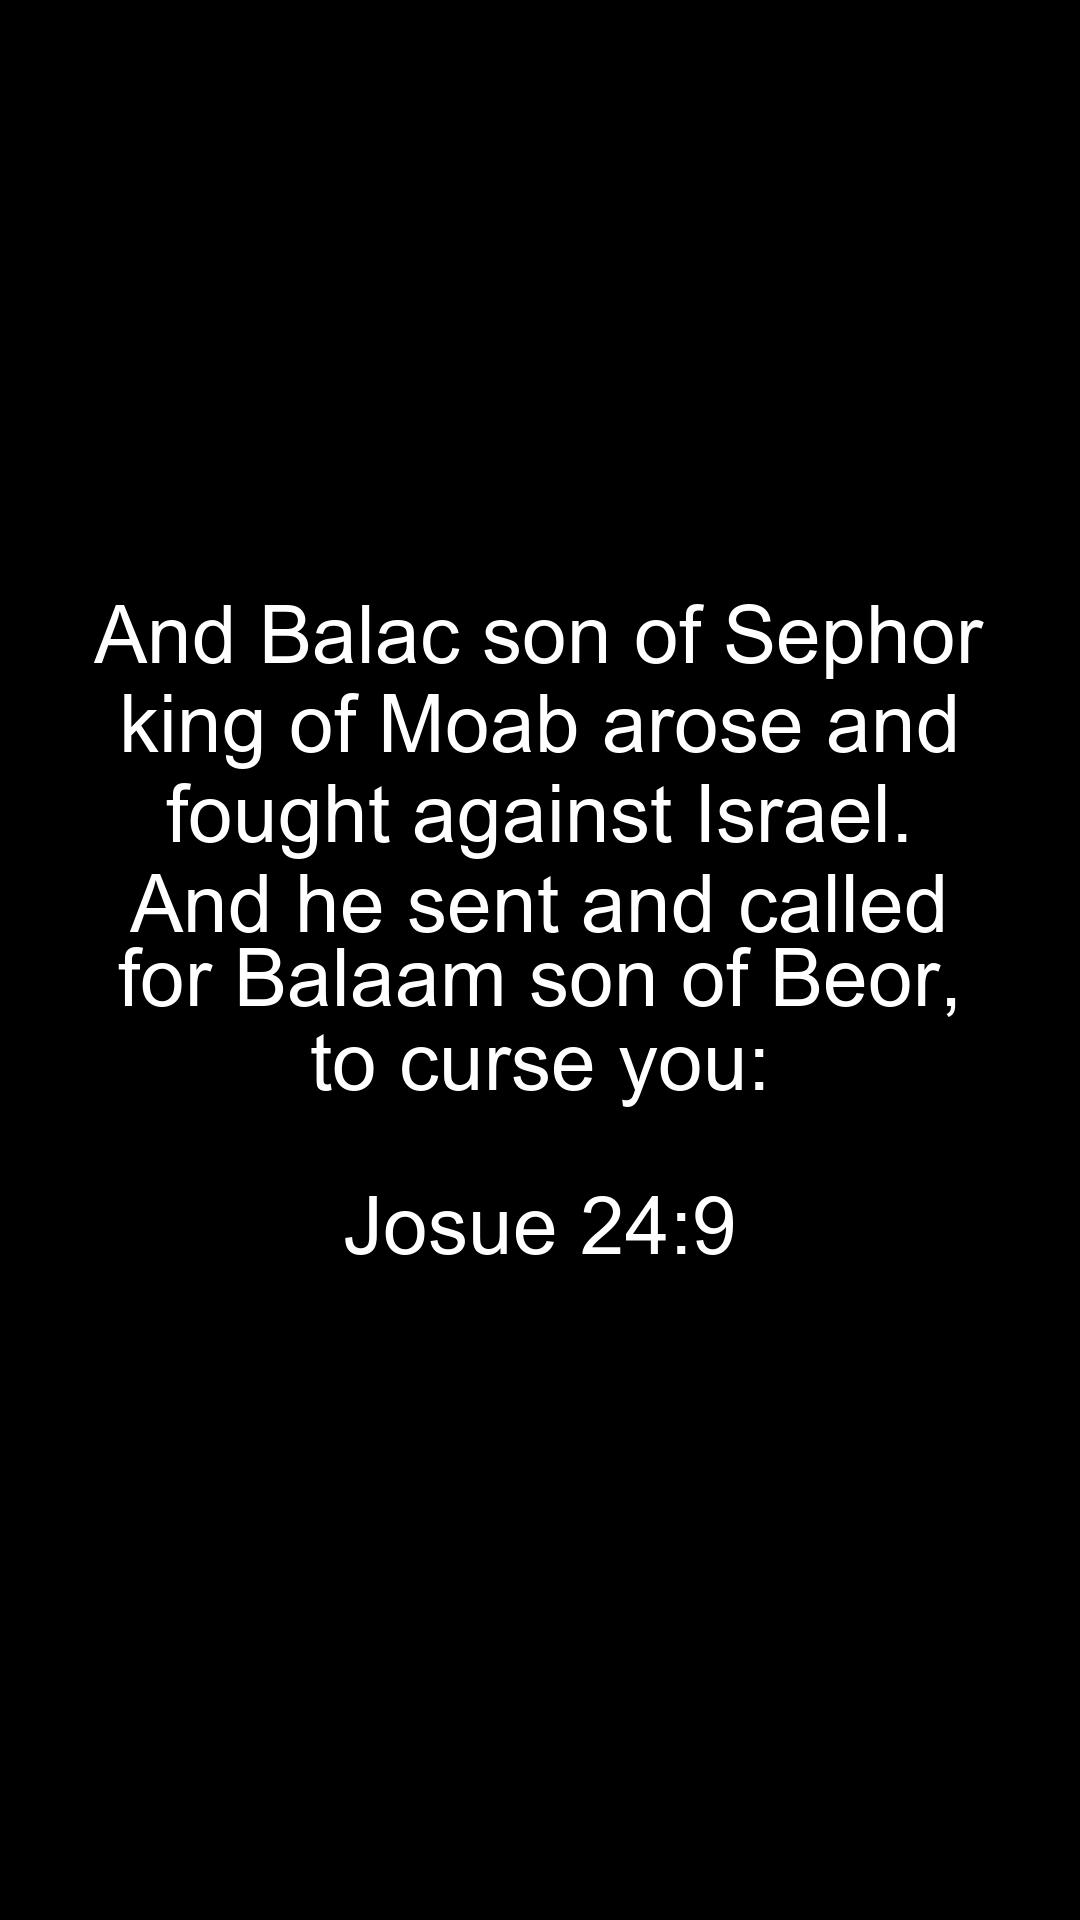 And Balac son of Sephor
king of Moab arose and
fought against Israel.
And he sent and called
for Balaam son of Beor,
to curse you:
Josue 24:9